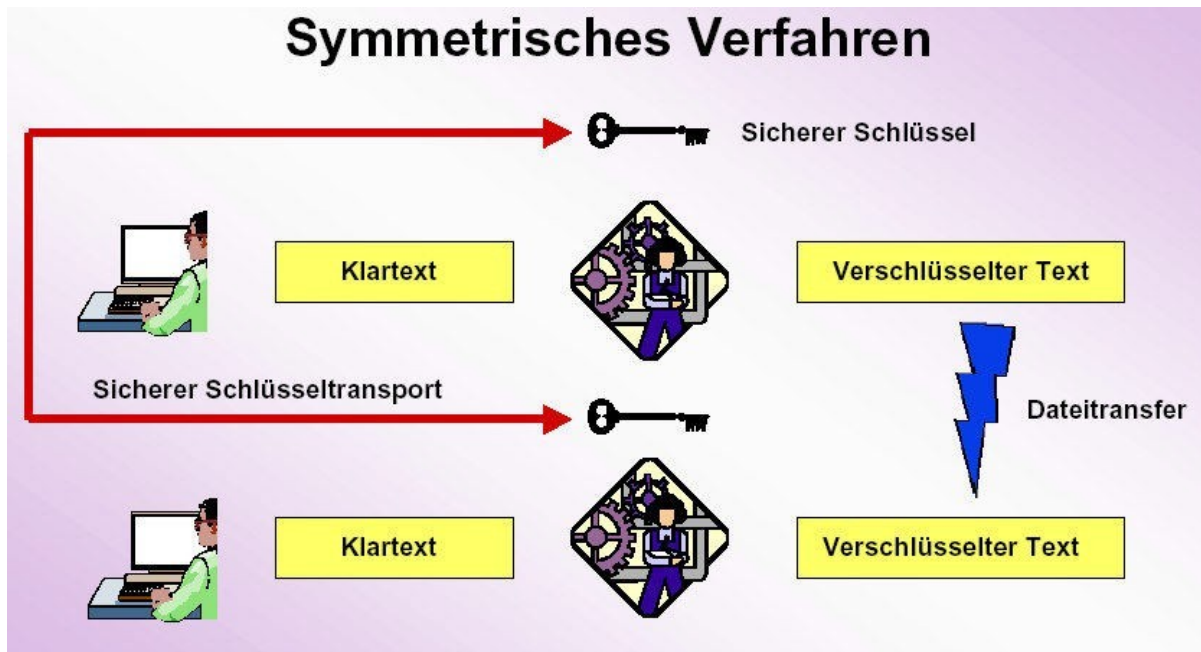 Symmetrisches Verfahren
Sicherer Schlüssel
Klartext
Verschlüsselter Text
Sicherer Schlüsseltransport
Dateitransfer
Klartext
Verschlüsselter Text